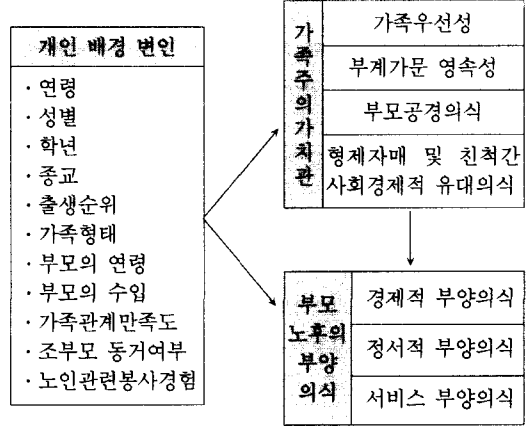 개인 배경 변인
· 연령
· 성별
· 학년
· 종교
· 출생순위
· 가족형태
· 부모의 연령
· 부모의 수입
· 가족관계만족도
· 조부모 동거여부
· 노인관련봉사경험
가족주의가치관
가족우선성
부계가문 영속성
부모공경의식
형제자매 및 친척간
사회경제적 유대의식
부모
노후의
부양
의식
경제적 부양의식
정서적 부양의식
서비스 부양의식